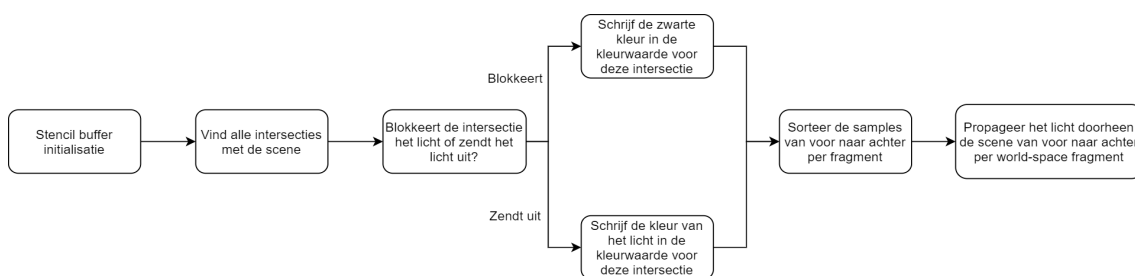 Stencil buffer
initialisatie
Vind alle intersecties
met de scene
Blokkeert de intersectie
het licht of zendt het
licht uit?
Blokkeert
Schrijf de zwarte
kleur in de
kleurwaarde voor
deze intersectie
Zendt uit
Schrijf de kleur van
het licht in de
kleurwaarde voor
deze intersectie
Sorteer de samples
van voor naar achter
per fragment
Propageer het licht doorheen
de scene van voor naar achter
per world-space fragment